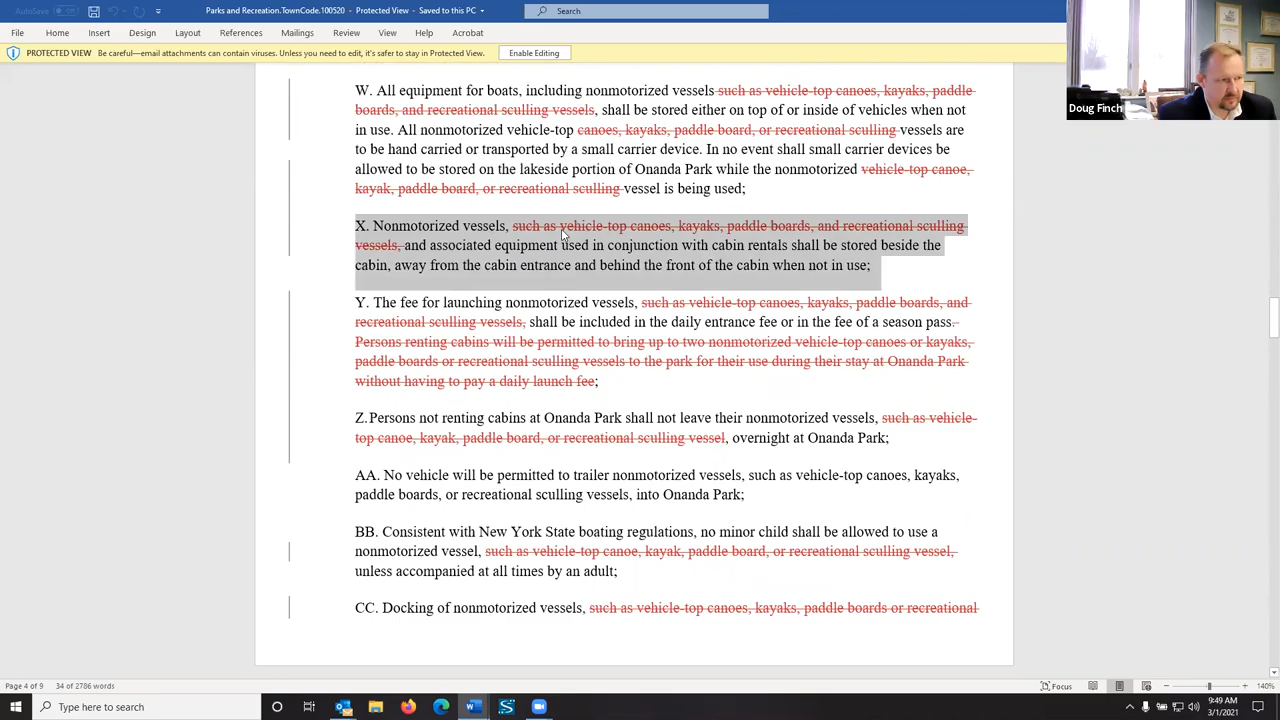 AutoSave Off Parks and Recreation.TownCode.100520 - Protected View - Saved to this PC Search
File Home Insert Design Layout References Mailings Review View Help Acrobat
PROTECTED VIEW Be careful—email attachments can contain viruses. Unless you need to edit, it's safer to stay in Protected View. Enable Editing
Doug Finch
W. All equipment for boats, including nonmotorized vessels such as vehicle-top canoes, kayaks, paddle
boards, and recreational sculling vessels, shall be stored either on top of or inside of vehicles when not
in use. All nonmotorized vehicle-top canoes, kayaks, paddle board, or recreational sculling vessels are
to be hand carried or transported by a small carrier device. In no event shall small carrier devices be
allowed to be stored on the lakeside portion of Onanda Park while the nonmotorized vehicle-top canoe,
kayak, paddle board, or recreational sculling vessel is being used;
X. Nonmotorized vessels, such as vehicle-top canoes, kayaks, paddle boards, and recreational sculling
vessels, and associated equipment used in conjunction with cabin rentals shall be stored beside the
cabin, away from the cabin entrance and behind the front of the cabin when not in use;
Y. The fee for launching nonmotorized vessels, such as vehicle-top canoes, kayaks, paddle boards, and
recreational sculling vessels, shall be included in the daily entrance fee or in the fee of a season pass.
Persons renting cabins will be permitted to bring up to two nonmotorized vehicle-top canoes or kayaks,
paddle boards or recreational sculling vessels to the park for their use during their stay at Onanda Park
without having to pay a daily launch fee;
Z. Persons not renting cabins at Onanda Park shall not leave their nonmotorized vessels, such as vehicle-
top canoe, kayak, paddle board, or recreational sculling vessel, overnight at Onanda Park;
AA. No vehicle will be permitted to trailer nonmotorized vessels, such as vehicle-top canoes, kayaks,
paddle boards, or recreational sculling vessels, into Onanda Park;
BB. Consistent with New York State boating regulations, no minor child shall be allowed to use a
nonmotorized vessel, such as vehicle-top canoe, kayak, paddle board, or recreational sculling vessel,
unless accompanied at all times by an adult;
CC. Docking of nonmotorized vessels, such as vehicle-top canoes, kayaks, paddle boards or recreational
Page 4 of 9 34 of 2786 words Focus 140%
Type here to search 9:49 AM
3/1/2021